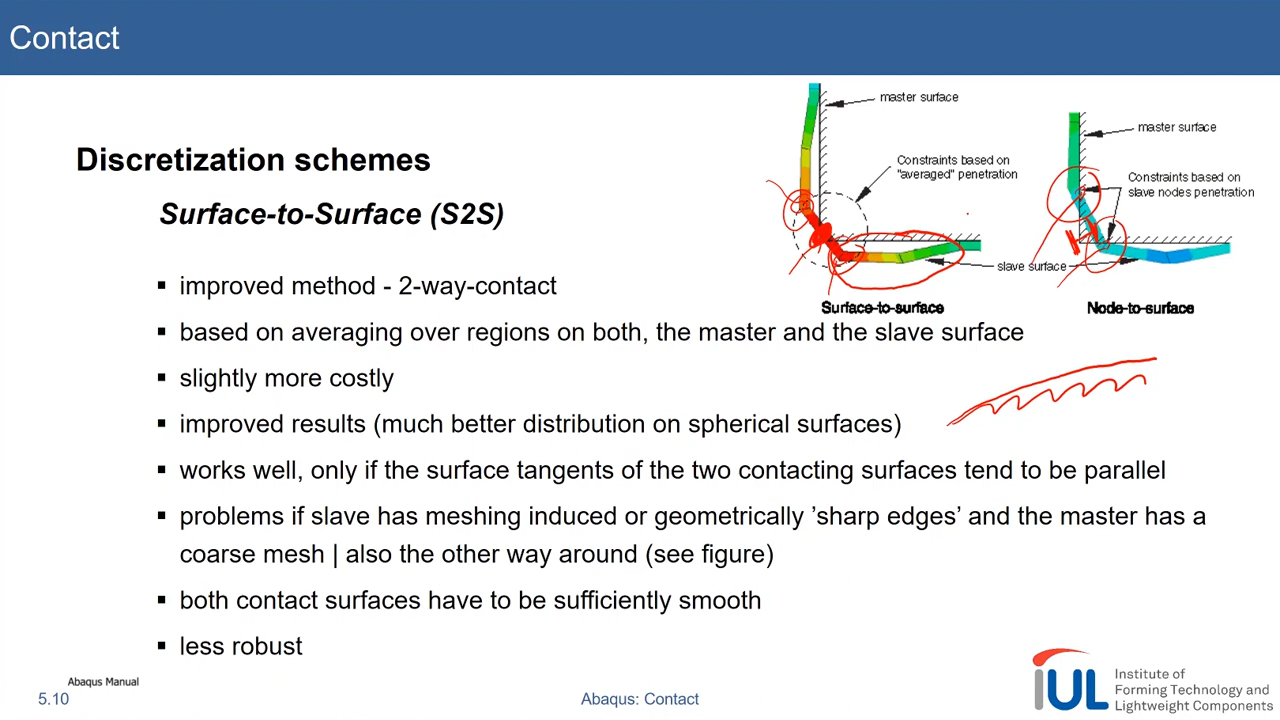 Contact
master surface
Constraints based on
"averaged" penetration
slave surface
Surface-to-surface
master surface
Constraints based on
slave nodes penetration
Node-to-surface
Discretization schemes
Surface-to-Surface (S2S)
▪ improved method - 2-way-contact
▪ based on averaging over regions on both, the master and the slave surface
▪ slightly more costly
▪ improved results (much better distribution on spherical surfaces)
▪ works well, only if the surface tangents of the two contacting surfaces tend to be parallel
▪ problems if slave has meshing induced or geometrically ’sharp edges’ and the master has a
coarse mesh | also the other way around (see figure)
▪ both contact surfaces have to be sufficiently smooth
▪ less robust
Abaqus Manual
5.10
Abaqus: Contact
IUL
Institute of
Forming Technology and
Lightweight Components